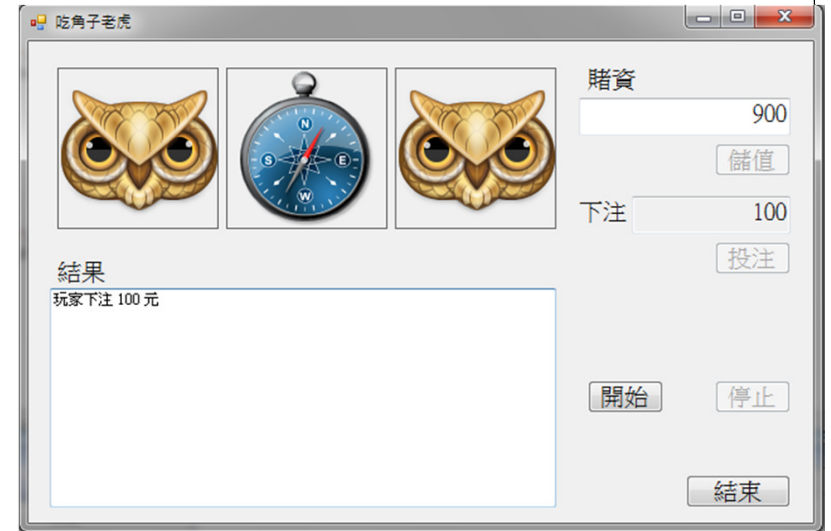 吃角子老虎
N
S E
W
賭資
900
儲值
下注 100
投注
結果
玩家下注 100 元
開始 停止
結束